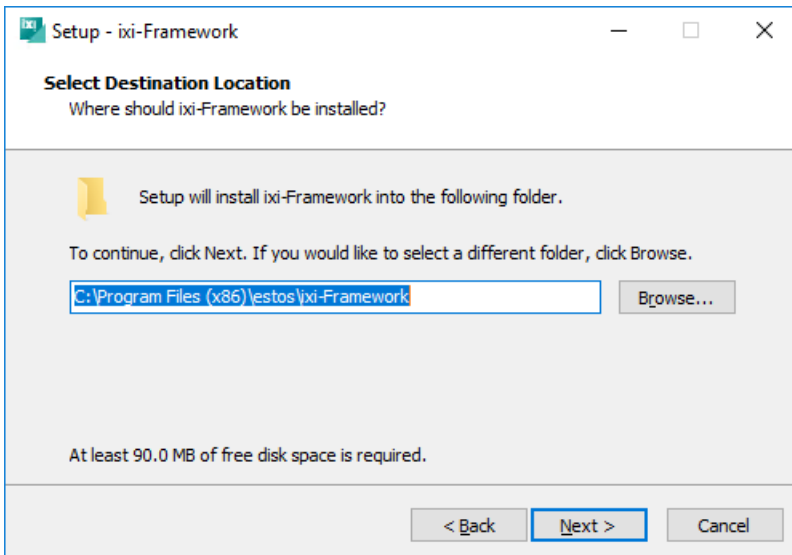 ixi
Setup - ixi-Framework
Select Destination Location
Where should ixi-Framework be installed?
Setup will install ixi-Framework into the following folder.
To continue, click Next. If you would like to select a different folder, click Browse.
C:\Program Files (x86)\estos\ixi-Framework
Browse...
At least 90.0 MB of free disk space is required.
< Back
Next >
Cancel